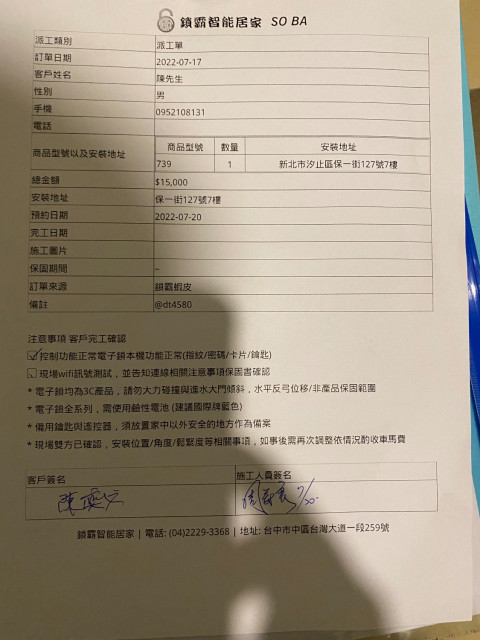 鎖霸智能居家 SO BA
派工類別 派工單
訂單日期 2022-07-17
客戶姓名 陳先生
性別 男
手機 0952108131
電話
商品型號以及安裝地址 商品型號 數量 安裝地址
739 1 新北市汐止區保一街127號7樓
總金額 $15,000
安裝地址 保一街127號7樓
預約日期 2022-07-20
完工日期
施工圖片
保固期間 –
訂單來源 鎖霸蝦皮
備註 @dt4580
注意事項 客戶完工確認
控制功能正常電子鎖本機功能正常(指紋/密碼/卡片/鑰匙)
現場wifi訊號測試，並告知連線相關注意事項保固書確認
* 電子鎖均為3C產品，請勿大力碰撞與進水大門傾斜，水平反弓位移/非產品保固範圍
* 電子鎖全系列，需使用鹼性電池 (建議國際牌藍色)
* 備用鑰匙與遙控器，須放置家中以外安全的地方作為備案
* 現場雙方已確認，安裝位置/角度/鬆緊度等相關事項，如事後需再次調整依情況酌收車馬費
客戶簽名 施工人員簽名
鎖霸智能居家 | 電話: (04)2229-3368 | 地址: 台中市中區台灣大道一段259號